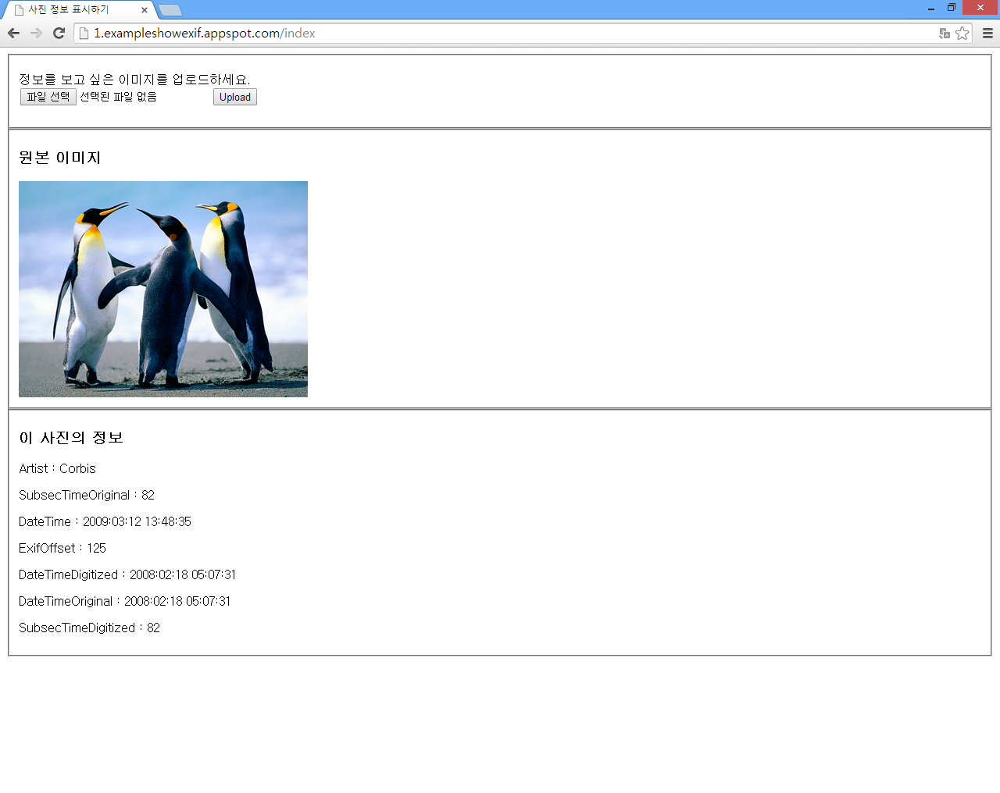 사진 정보 표시하기
1.exampleshowexif.appspot.com/index
정보를 보고 싶은 이미지를 업로드하세요.
파일 선택 선택된 파일 없음 Upload
원본 이미지
이 사진의 정보
Artist : Corbis
SubsecTimeOriginal : 82
DateTime : 2009:03:12 13:48:35
ExifOffset : 125
DateTimeDigitized : 2008:02:18 05:07:31
DateTimeOriginal : 2008:02:18 05:07:31
SubsecTimeDigitized : 82